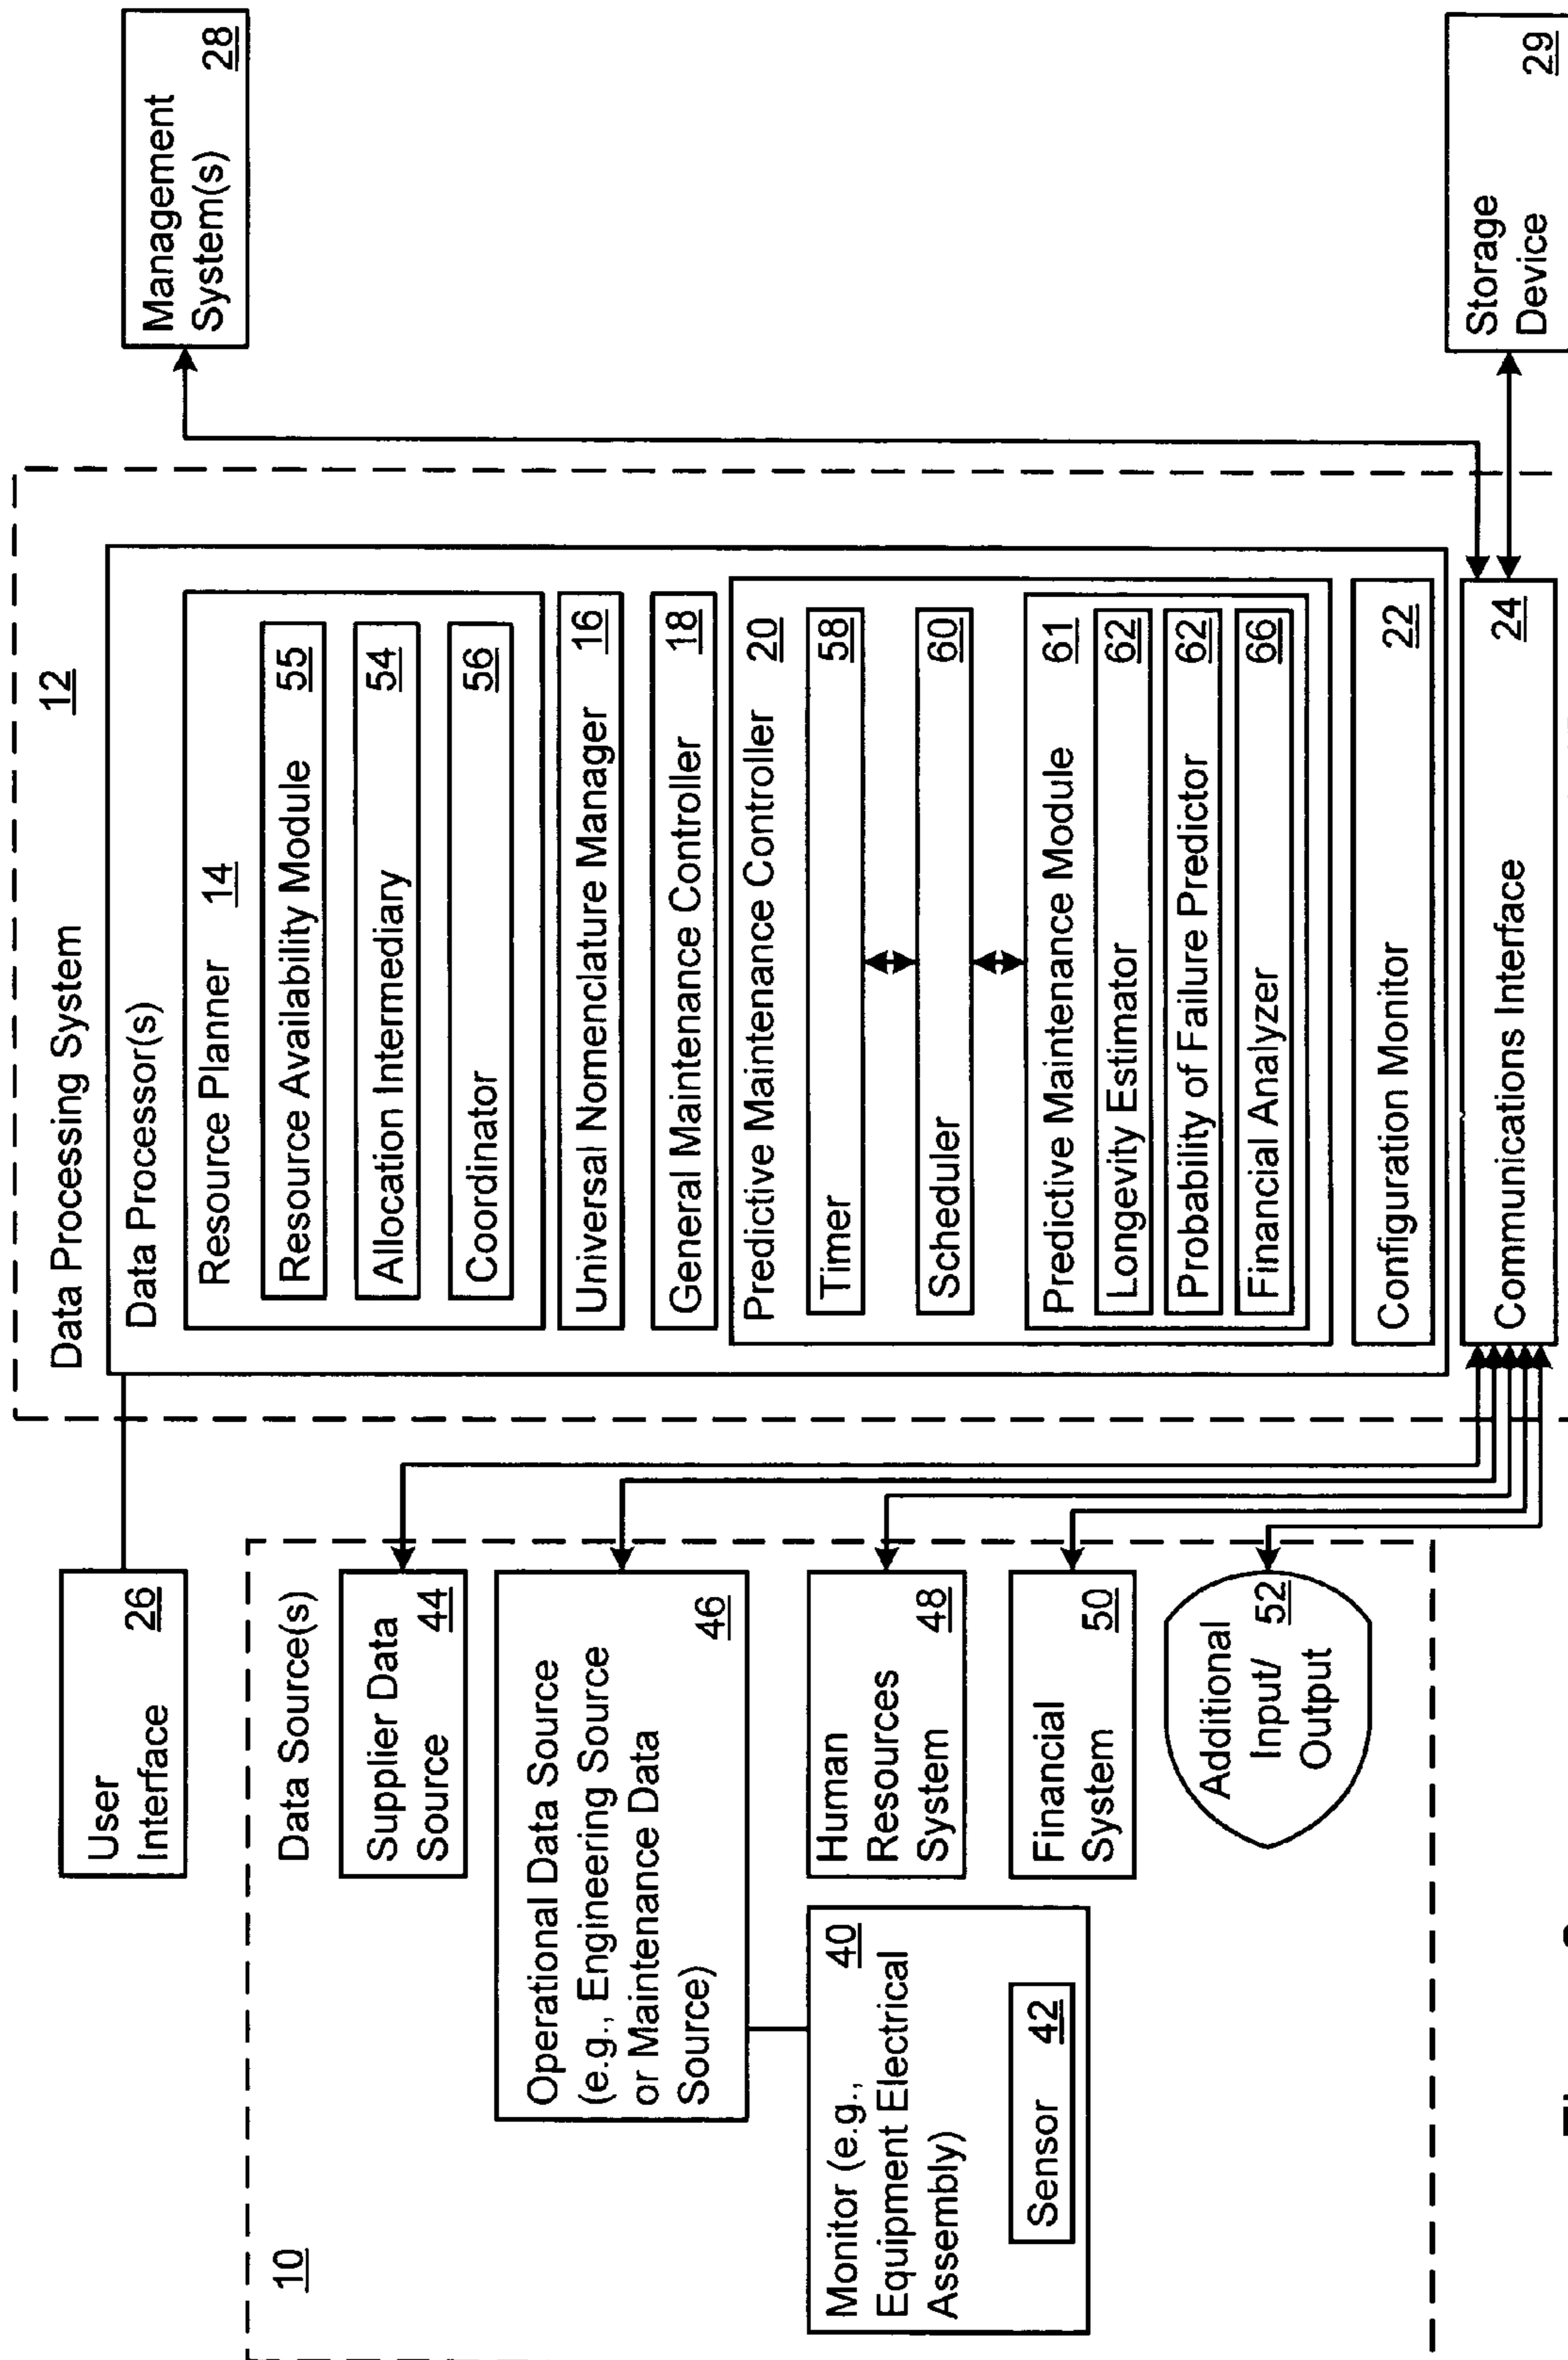 User
Interface 26
10
Data Source(s)
Supplier Data
Source 44
Operational Data Source
(e.g., Engineering Source
or Maintenance Data
Source) 46
Monitor (e.g., 40
Equipment Electrical
Assembly)
Sensor 42
Human
Resources
System 48
Financial
System 50
Additional
Input/ 52
Output
Data Processing System 12
Data Processor(s)
Resource Planner 14
Resource Availability Module 55
Allocation Intermediary 54
Coordinator 56
Universal Nomenclature Manager 16
General Maintenance Controller 18
Predictive Maintenance Controller 20
Timer 58
Scheduler 60
Predictive Maintenance Module 61
Longevity Estimator 62
Probability of Failure Predictor 62
Financial Analyzer 66
Configuration Monitor 22
Communications Interface 24
Management
System(s) 28
Storage
Device 29